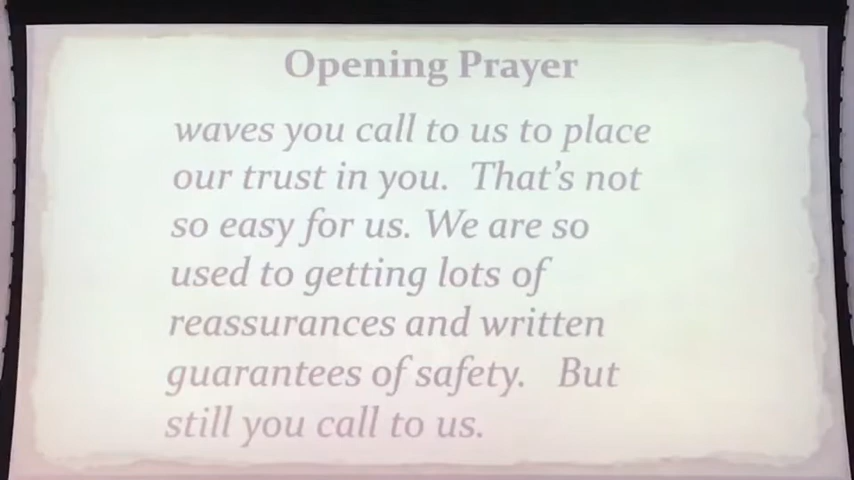 Opening Prayer
waves you call to us to place
our trust in you.  That's not
so easy for us. We are so
used to getting lots of
reassurances and written
guarantees of safety.   But
still you call to us.